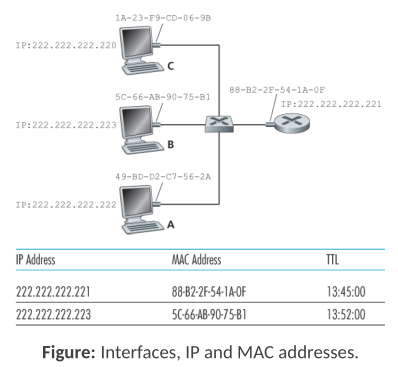 1A-23-F9-CD-06-9B
IP:222.222.222.220
C
5C-66-AB-90-75-B1
88-B2-2F-54-1A-0F
IP:222.222.222.221
IP:222.222.222.223
B
49-BD-D2-C7-56-2A
IP:222.222.222.222
A
IP Address MAC Address TTL
222.222.222.221 88-B2-2F-54-1A-0F 13:45:00
222.222.222.223 5C-66-AB-90-75-B1 13:52:00
Figure: Interfaces, IP and MAC addresses.